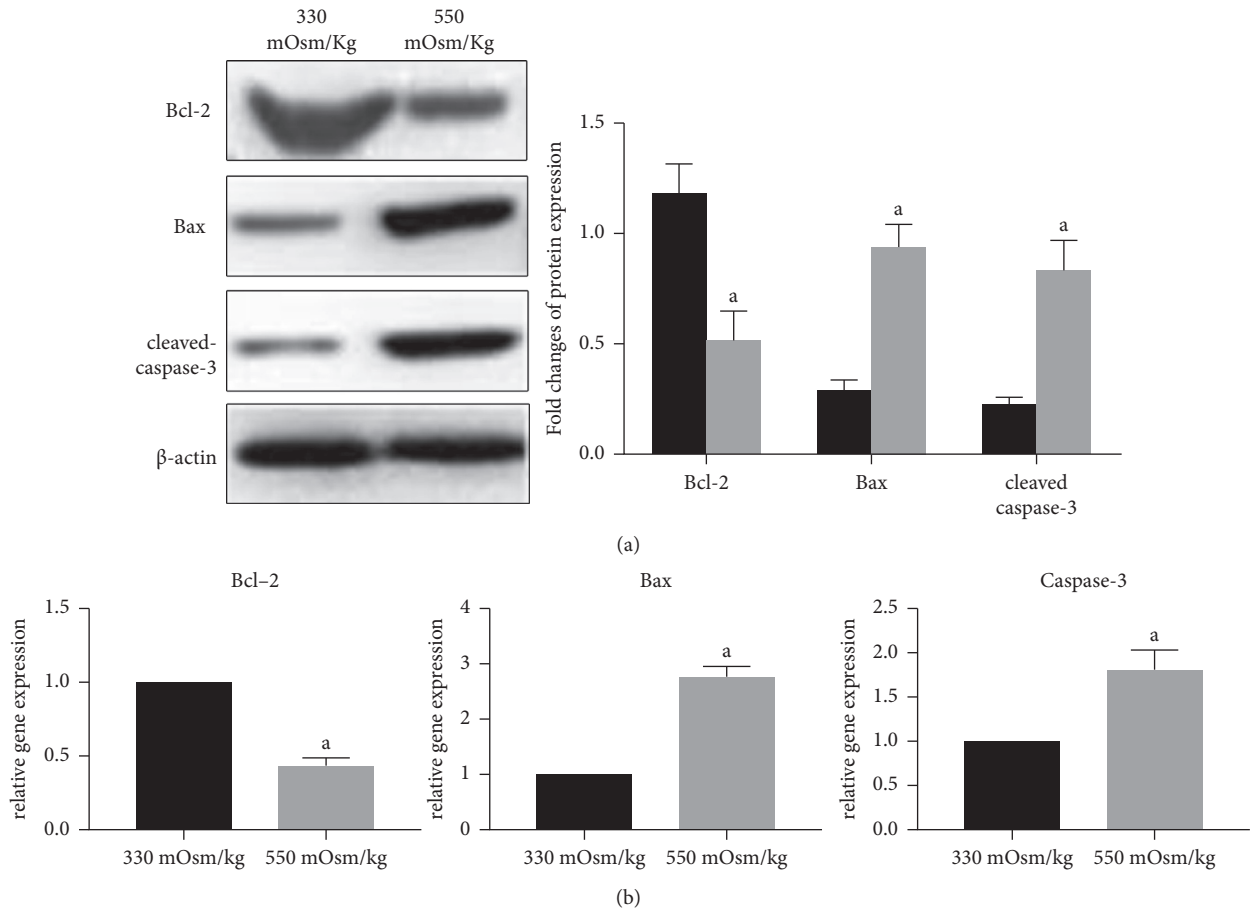 330
mOsm/Kg
550
mOsm/Kg
Bcl-2
Bax
cleaved-
caspase-3
β-actin
Fold changes of protein expression
1.5
1.0
0.5
0.0
a
a
a
Bcl-2
Bax
cleaved
caspase-3
(a)
Bcl–2
relative gene expression
1.5
1.0
0.5
0.0
a
330 mOsm/kg
550 mOsm/kg
Bax
relative gene expression
4
3
2
1
0
a
330 mOsm/kg
550 mOsm/kg
Caspase-3
relative gene expression
2.5
2.0
1.5
1.0
0.5
0.0
a
330 mOsm/kg
550 mOsm/kg
(b)